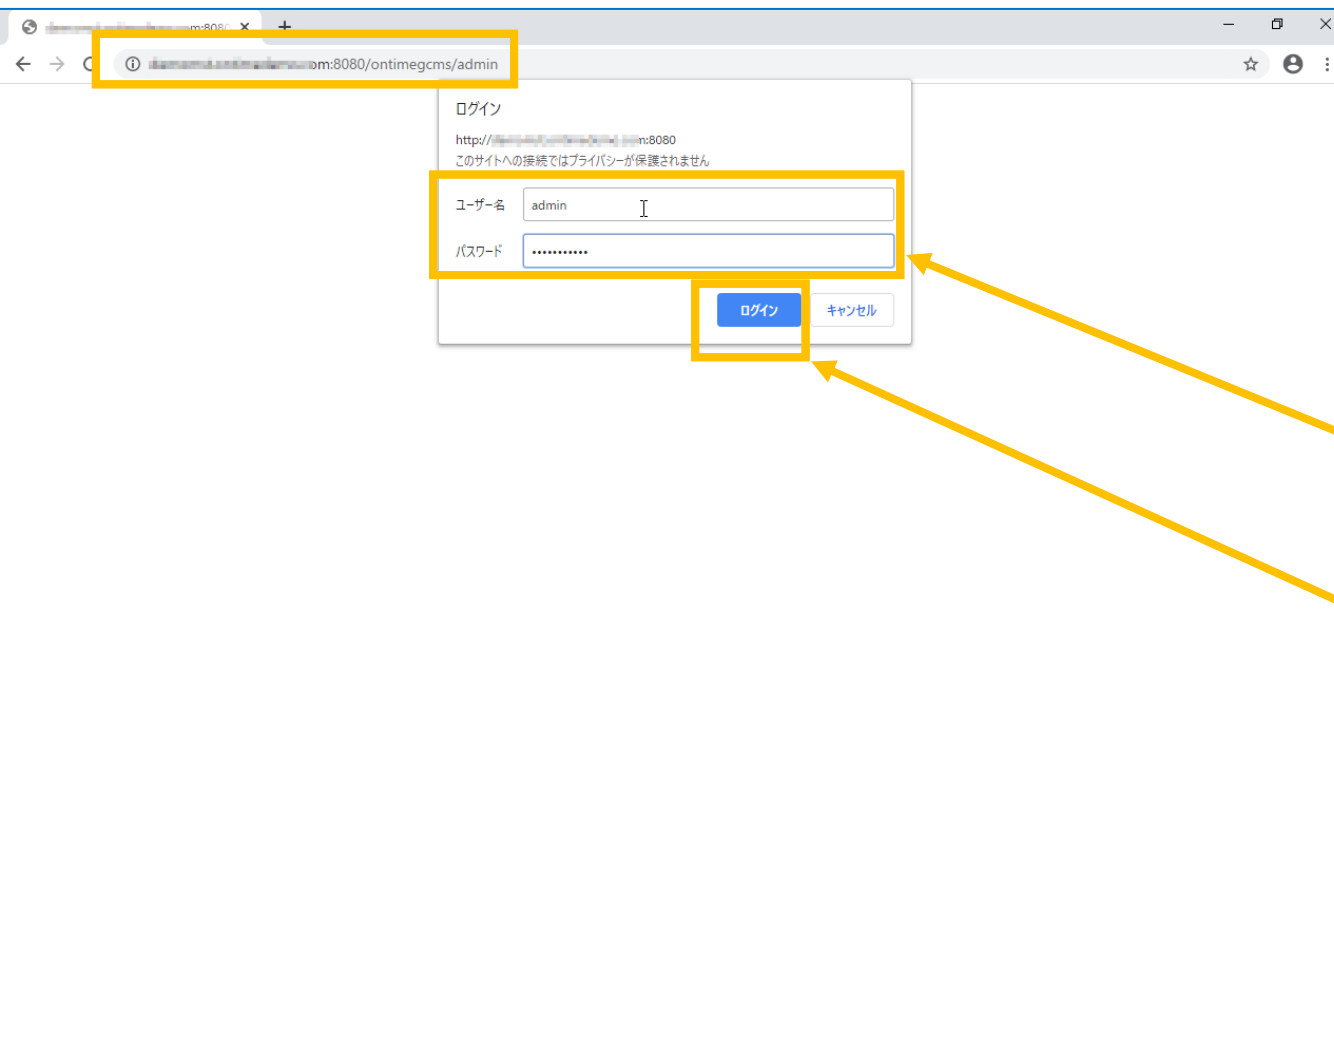 m:8080
om:8080/ontimegcms/admin
ログイン
http://
m:8080
このサイトへの接続ではプライバシーが保護されません
ユーザー名 admin
パスワード •••••••••••
ログイン キャンセル